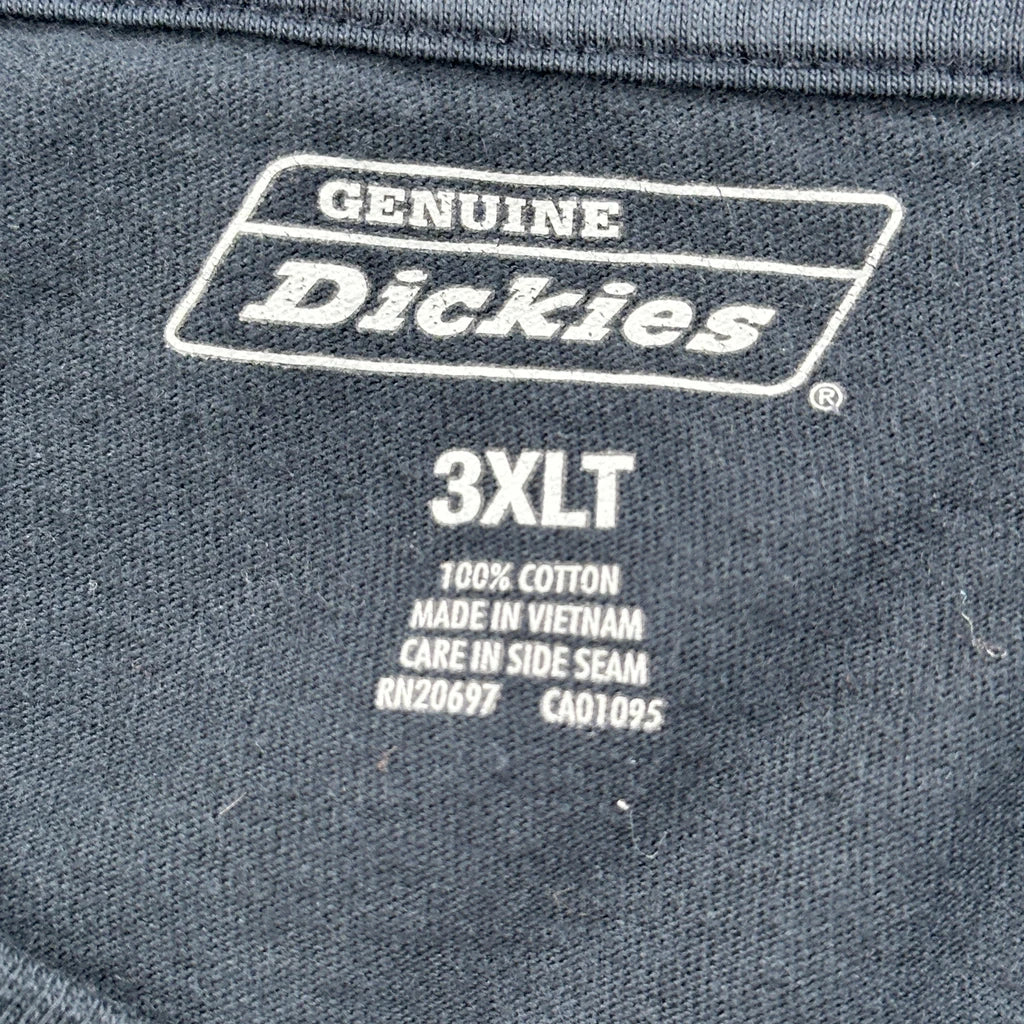 GENUINE
Dickies
®
3XLT
100% COTTON
MADE IN VIETNAM
CARE IN SIDE SEAM
RN20697 CA01095